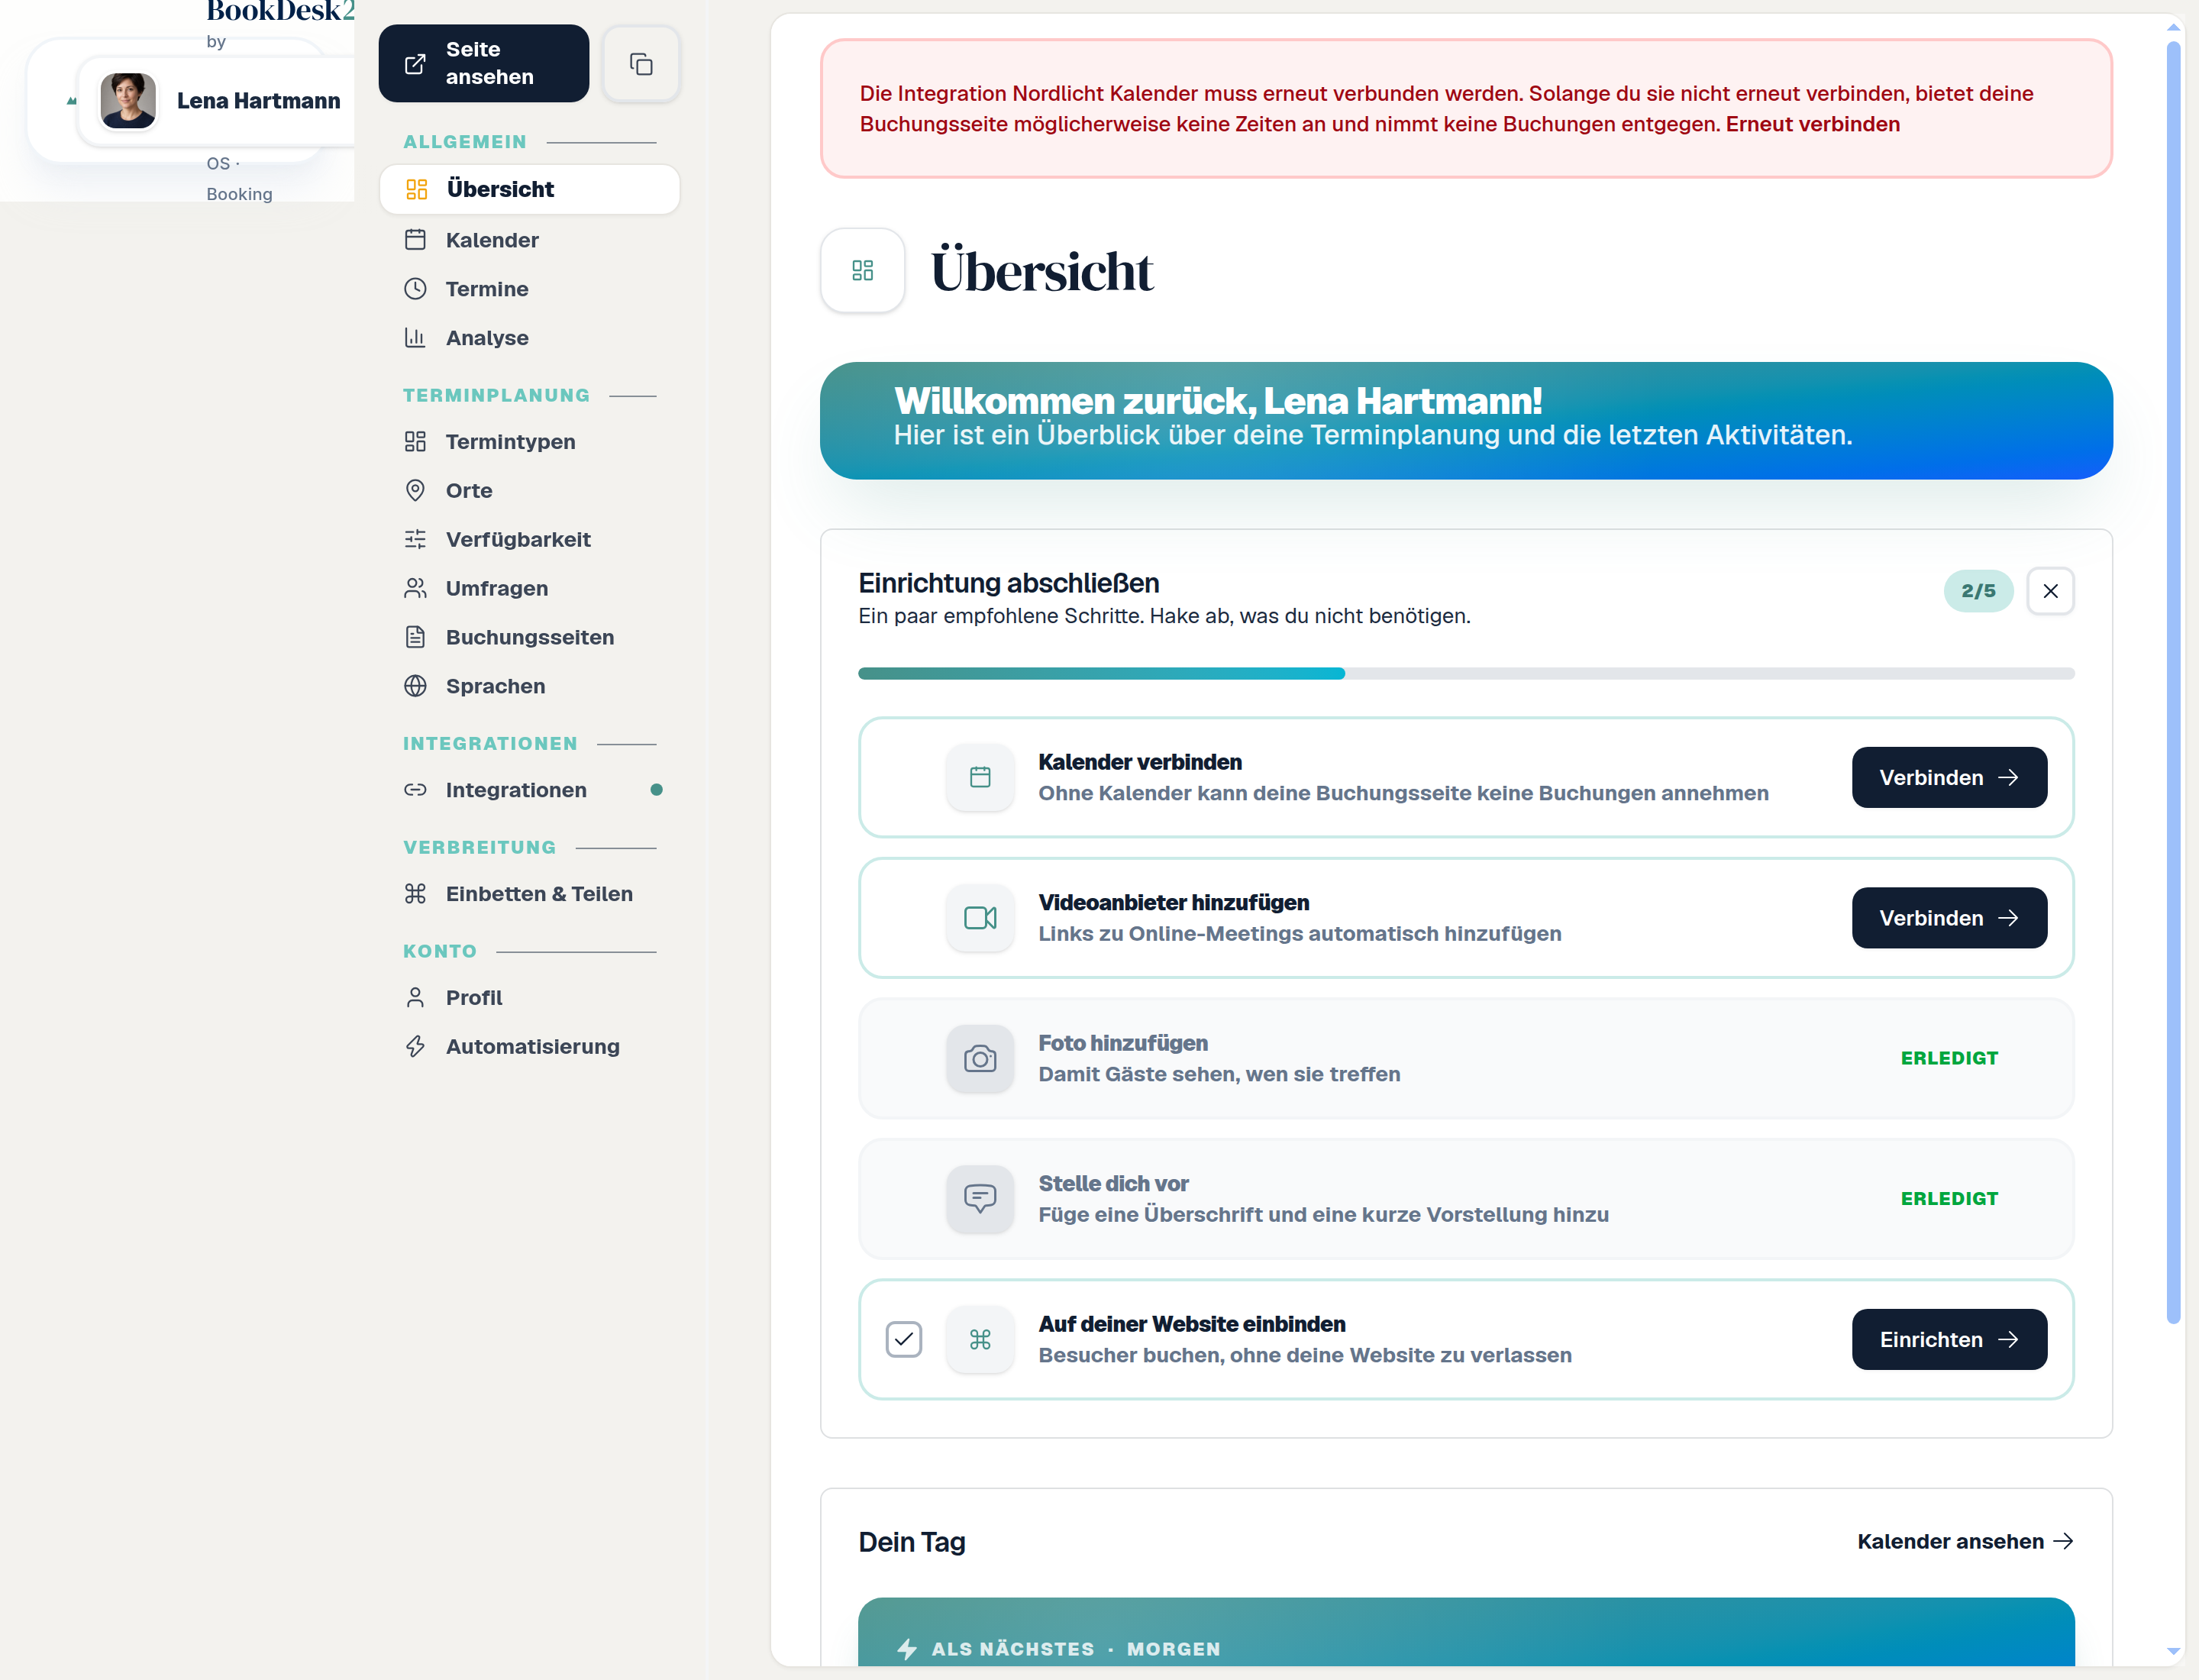 BookDesk2
by
Lena Hartmann
OS ·
Booking
Seite
ansehen
ALLGEMEIN
Übersicht
Kalender
Termine
Analyse
TERMINPLANUNG
Termintypen
Orte
Verfügbarkeit
Umfragen
Buchungsseiten
Sprachen
INTEGRATIONEN
Integrationen
VERBREITUNG
Einbetten & Teilen
KONTO
Profil
Automatisierung
Die Integration Nordlicht Kalender muss erneut verbunden werden. Solange du sie nicht erneut verbinden, bietet deine
Buchungsseite möglicherweise keine Zeiten an und nimmt keine Buchungen entgegen. Erneut verbinden
Übersicht
Willkommen zurück, Lena Hartmann!
Hier ist ein Überblick über deine Terminplanung und die letzten Aktivitäten.
Einrichtung abschließen
Ein paar empfohlene Schritte. Hake ab, was du nicht benötigen.
2/5
Kalender verbinden
Ohne Kalender kann deine Buchungsseite keine Buchungen annehmen
Verbinden
Videoanbieter hinzufügen
Links zu Online-Meetings automatisch hinzufügen
Verbinden
Foto hinzufügen
Damit Gäste sehen, wen sie treffen
ERLEDIGT
Stelle dich vor
Füge eine Überschrift und eine kurze Vorstellung hinzu
ERLEDIGT
Auf deiner Website einbinden
Besucher buchen, ohne deine Website zu verlassen
Einrichten
Dein Tag
Kalender ansehen
ALS NÄCHSTES · MORGEN